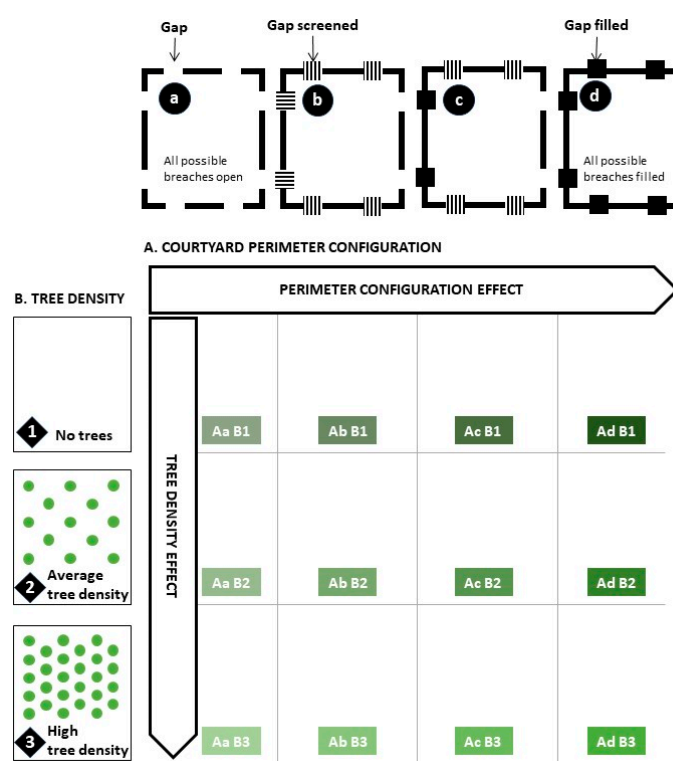 Gap
Gap screened
Gap filled
a
b
c
d
All possible
breaches open
All possible
breaches filled
A. COURTYARD PERIMETER CONFIGURATION
B. TREE DENSITY
PERIMETER CONFIGURATION EFFECT
TREE DENSITY EFFECT
1 No trees
Aa B1
Ab B1
Ac B1
Ad B1
2 Average
tree density
Aa B2
Ab B2
Ac B2
Ad B2
3 High
tree density
Aa B3
Ab B3
Ac B3
Ad B3